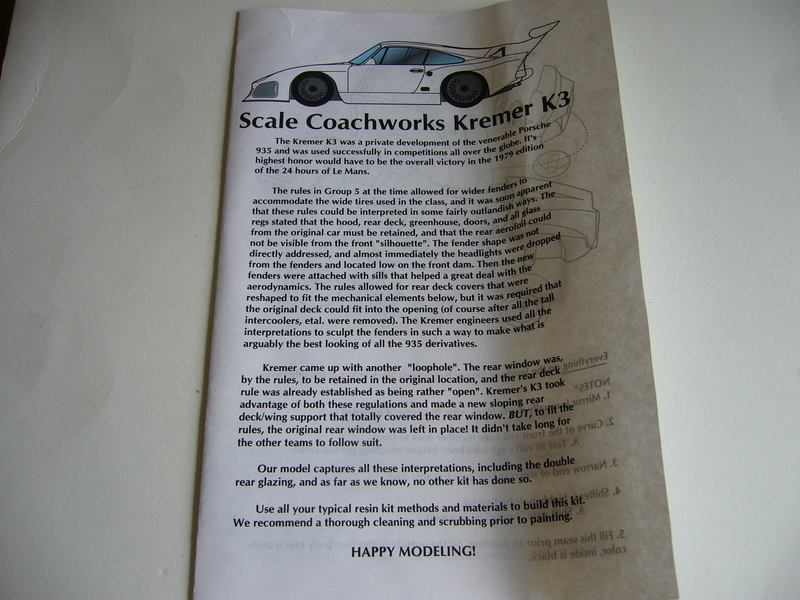 Scale Coachworks Kremer K3
The Kremer K3 was a private development of the venerable Porsche
935 and was used successfully in competitions all over the globe. It's
highest honor would have to be the overall victory in the 1979 edition
of the 24 hours of Le Mans.
The rules in Group 5 at the time allowed for wider fenders to
accommodate the wide tires used in the class, and it was soon apparent
that these rules could be interpreted in some fairly outlandish ways. The
regs stated that the hood, rear deck, greenhouse, doors, and all glass
from the original car must be retained, and that the rear aerofoil could
not be visible from the front "silhouette". The fender shape was not
directly addressed, and almost immediately the headlights were dropped
from the fenders and located low on the front dam. Then the new
fenders were attached with sills that helped a great deal with the
aerodynamics. The rules allowed for rear deck covers that were
reshaped to fit the mechanical elements below, but it was required that
the original deck could fit into the opening (of course after all the tall
intercoolers, etal. were removed). The Kremer engineers used all the
interpretations to sculpt the fenders in such a way to make what is
arguably the best looking of all the 935 derivatives.
Kremer came up with another "loophole". The rear window was,
by the rules, to be retained in the original location, and the rear deck
rule was already established as being rather "open". Kremer's K3 took
advantage of both these regulations and made a new sloping rear
deck/wing support that totally covered the rear window. BUT, to fit the
rules, the original rear window was left in place! It didn't take long for
the other teams to follow suit.
Our model captures all these interpretations, including the double
rear glazing, and as far as we know, no other kit has done so.
Use all your typical resin kit methods and materials to build this kit.
We recommend a thorough cleaning and scrubbing prior to painting.
HAPPY MODELING!